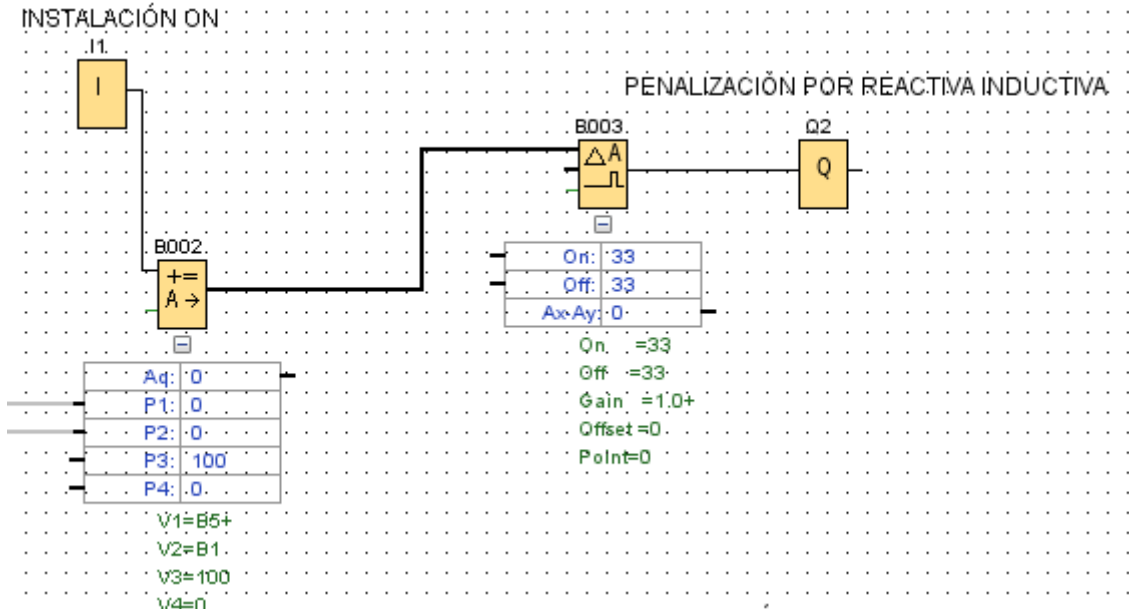 INSTALACIÓN ON
I1
I
PENALIZACIÓN POR REACTIVA INDUCTIVA
B003
A
Q2
Q
B002
+=
A →
On: 33
Off: 33
Ax-Ay: 0
On =33
Off =33
Gain =1.0+
Offset =0
Point=0
Aq: 0
P1: 0
P2: 0
P3: 100
P4: 0
V1=B5+
V2=B1
V3=100
V4=0